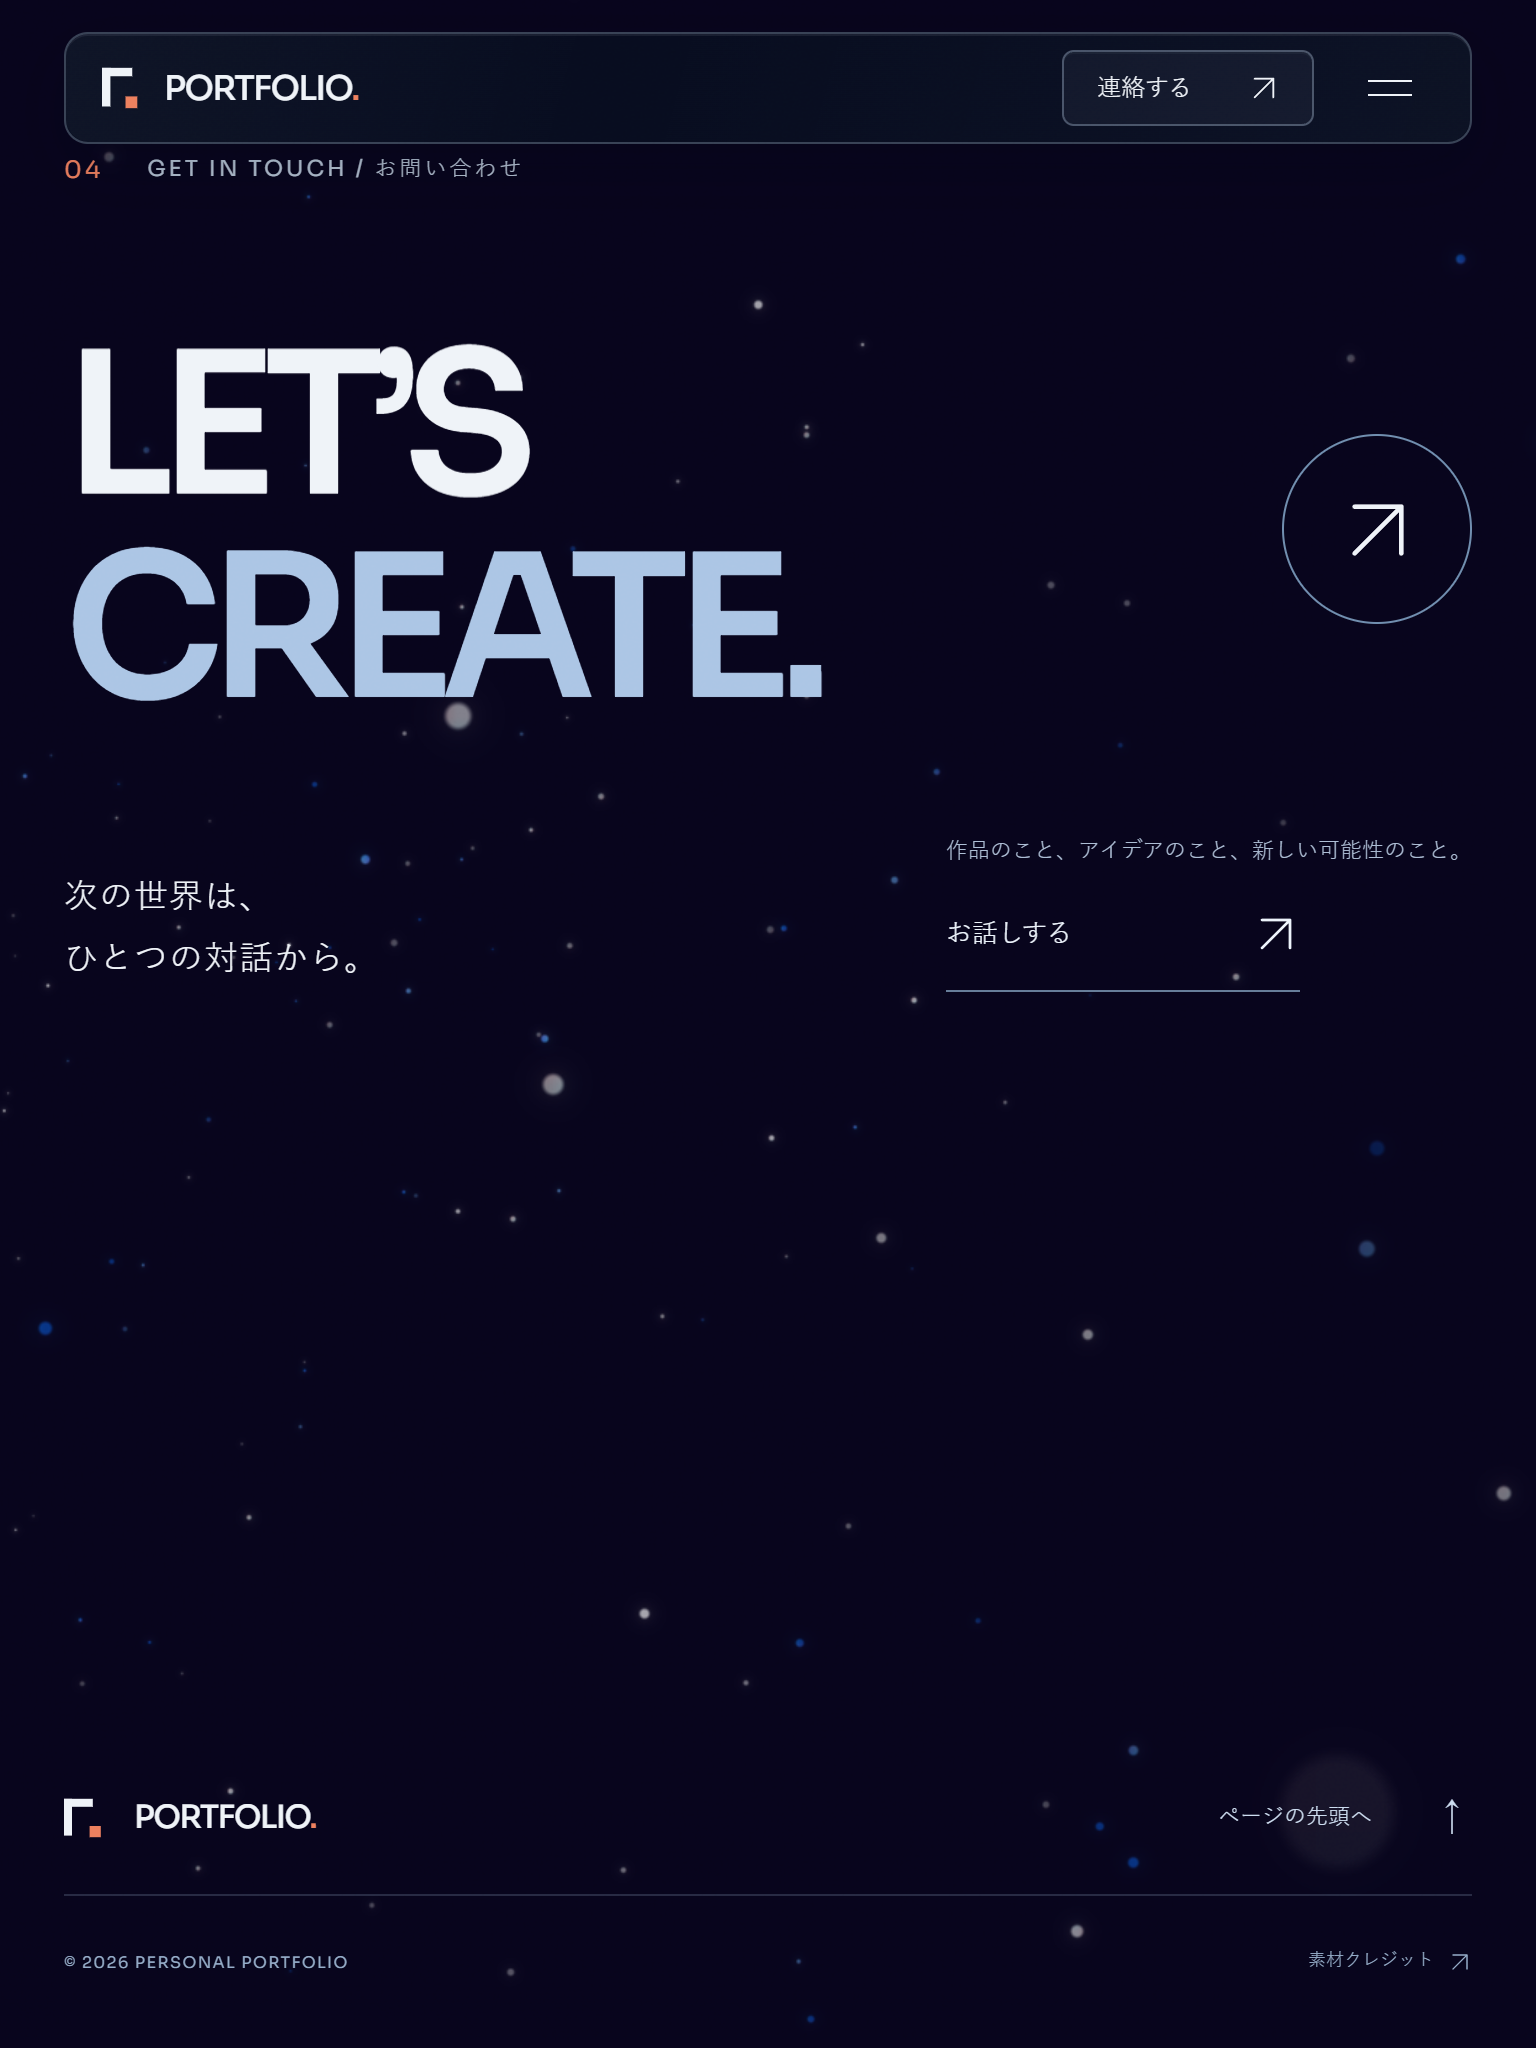 PORTFOLIO.
連絡する
04 GET IN TOUCH / お問い合わせ
LET’S
CREATE.
次の世界は、
ひとつの対話から。
作品のこと、アイデアのこと、新しい可能性のこと。
お話しする
PORTFOLIO.
ページの先頭へ
© 2026 PERSONAL PORTFOLIO
素材クレジット